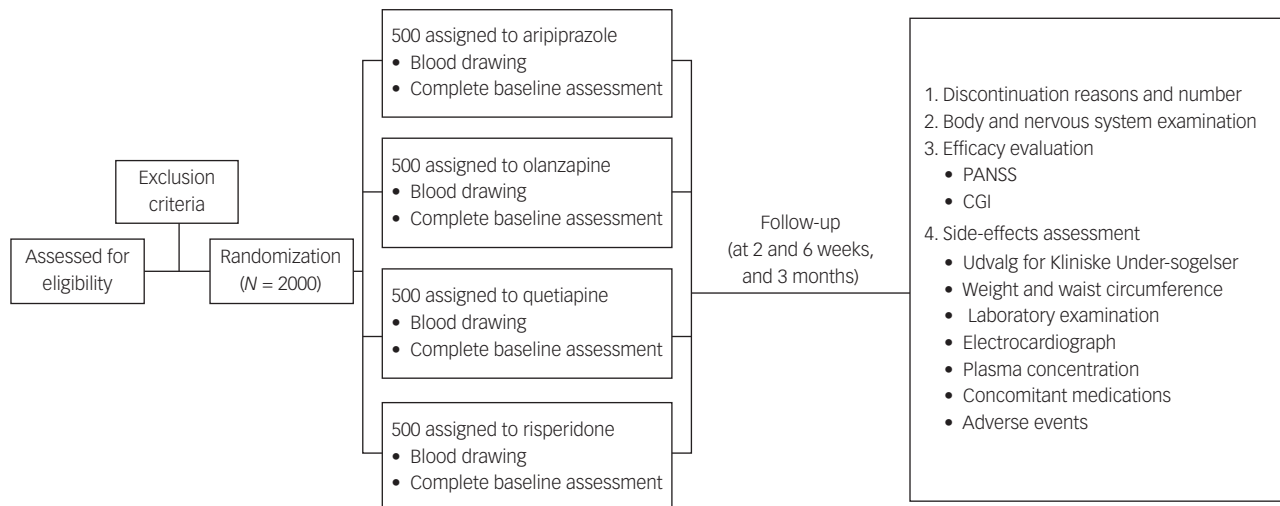 Assessed for
eligibility
Exclusion
criteria
Randomization
(N = 2000)
500 assigned to aripiprazole
• Blood drawing
• Complete baseline assessment
500 assigned to olanzapine
• Blood drawing
• Complete baseline assessment
500 assigned to quetiapine
• Blood drawing
• Complete baseline assessment
500 assigned to risperidone
• Blood drawing
• Complete baseline assessment
Follow-up
(at 2 and 6 weeks,
and 3 months)
1. Discontinuation reasons and number
2. Body and nervous system examination
3. Efficacy evaluation
• PANSS
• CGI
4. Side-effects assessment
• Udvalg for Kliniske Under-sogelser
• Weight and waist circumference
• Laboratory examination
• Electrocardiograph
• Plasma concentration
• Concomitant medications
• Adverse events